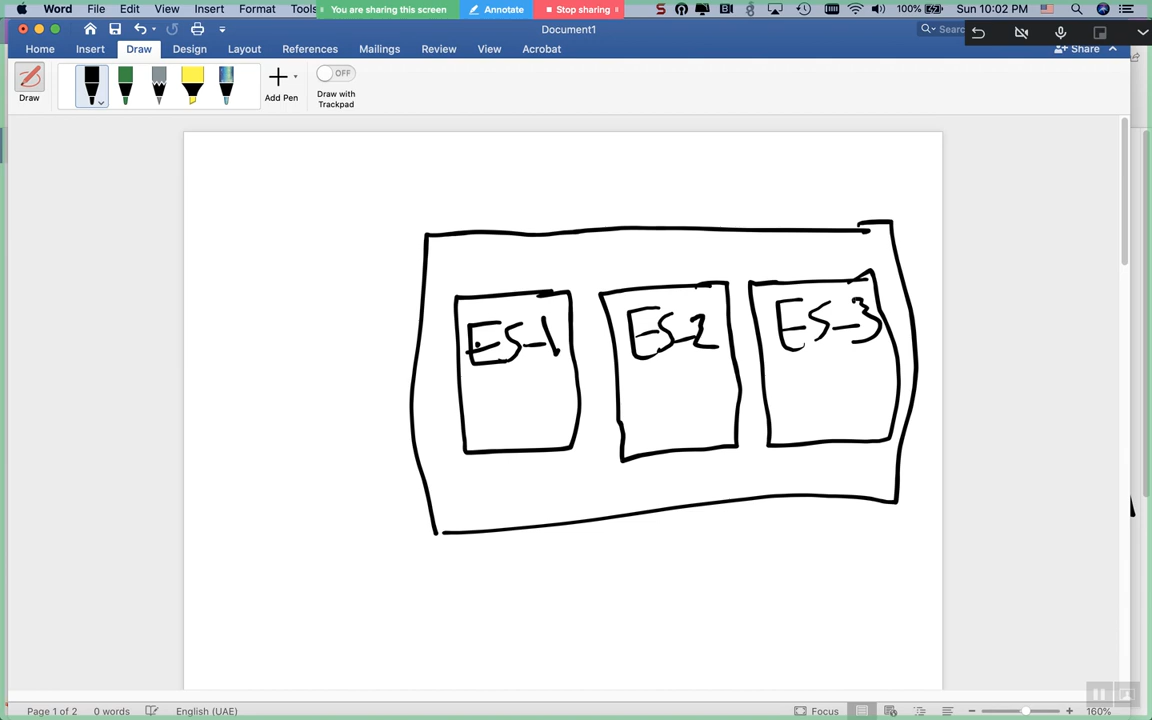 Word File Edit View Insert Format Tools You are sharing this screen Annotate Stop sharing 100% Sun 10:02 PM
Document1 Searc
Home Insert Draw Design Layout References Mailings Review View Acrobat Share
OFF
Draw Add Pen Draw with Trackpad
ES-1 ES-2 ES-3
Page 1 of 2 0 words English (UAE) Focus 160%